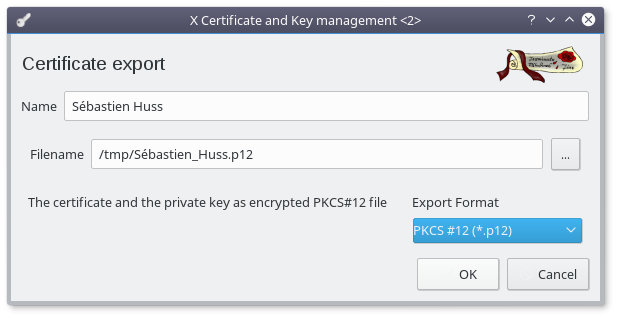 X Certificate and Key management <2>
Certificate export
Name Sébastien Huss
Filename /tmp/Sébastien_Huss.p12 ...
The certificate and the private key as encrypted PKCS#12 file Export Format
PKCS #12 (*.p12)
OK Cancel